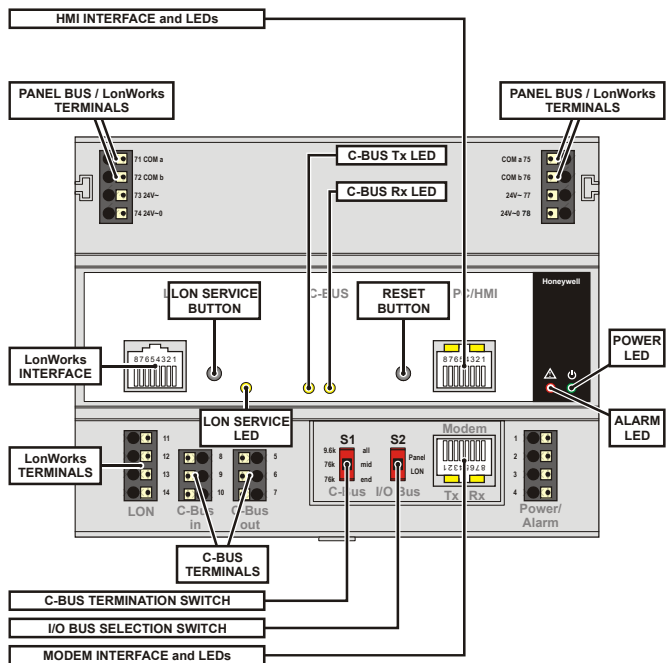 HMI INTERFACE and LEDs
PANEL BUS / LonWorks
TERMINALS
PANEL BUS / LonWorks
TERMINALS
C-BUS Tx LED
C-BUS Rx LED
71 COM a
72 COM b
73 24V~
74 24V~0
COM a 75
COM b 76
24V~ 77
24V~0 78
LON SERVICE
BUTTON
C-BUS
RESET
BUTTON
PC/HMI
Honeywell
LonWorks
INTERFACE
87654321
87654321
POWER
LED
ALARM
LED
LON SERVICE
LED
LonWorks
TERMINALS
11
12
13
14
LON
8
9
10
C-Bus
in
5
6
7
C-Bus
out
S1
9.6k all
76k mid
76k end
C-Bus
S2
Panel
LON
I/O Bus
Modem
87654321
Tx Rx
1
2
3
4
Power/
Alarm
C-BUS
TERMINALS
C-BUS TERMINATION SWITCH
I/O BUS SELECTION SWITCH
MODEM INTERFACE and LEDs